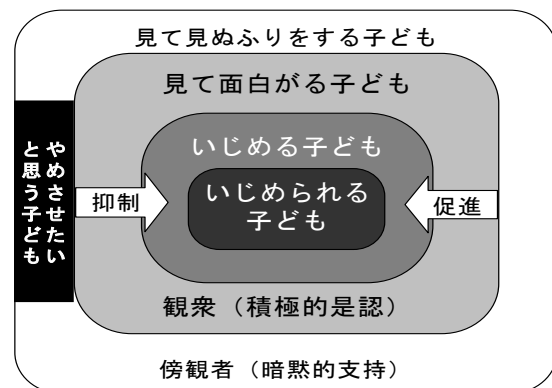 見て見ぬふりをする子ども
見て面白がる子ども
いじめる子ども
いじめられる
子ども
やめさせたい
と思う子ども
抑制
促進
観衆（積極的是認）
傍観者（暗黙的支持）